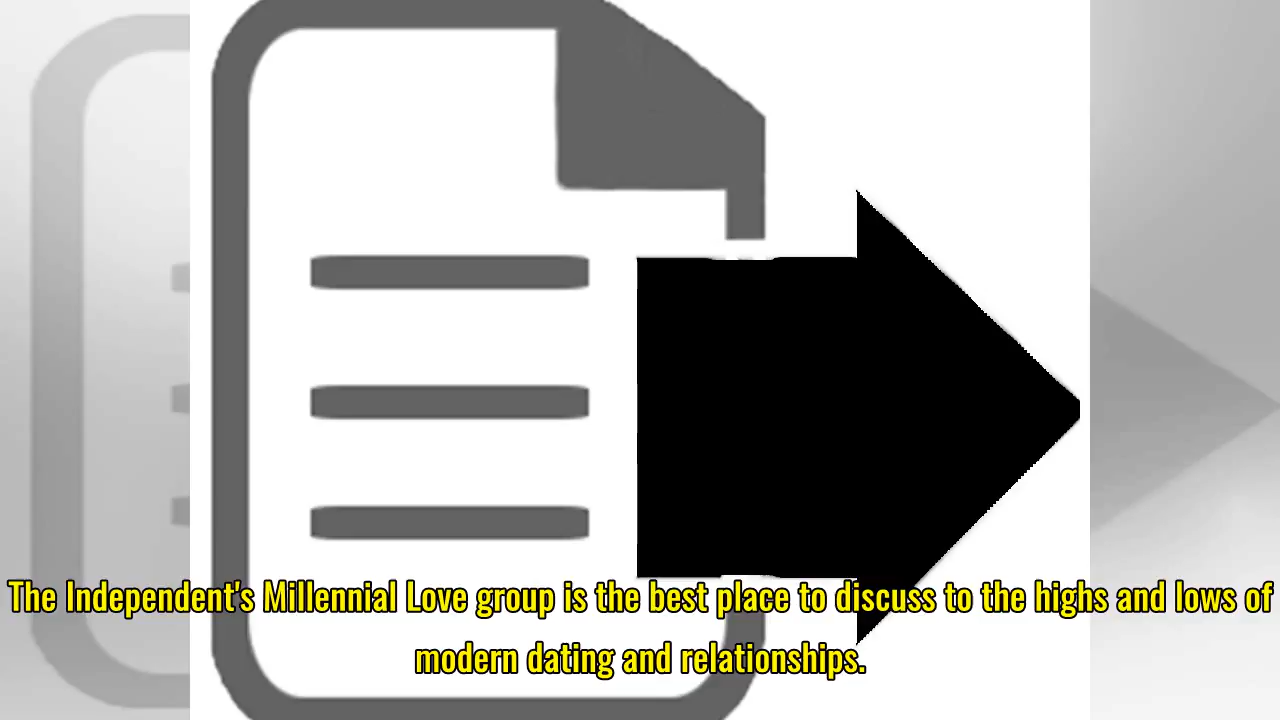 The Independent's Millennial Love group is the best place to discuss to the highs and lows of
modern dating and relationships.